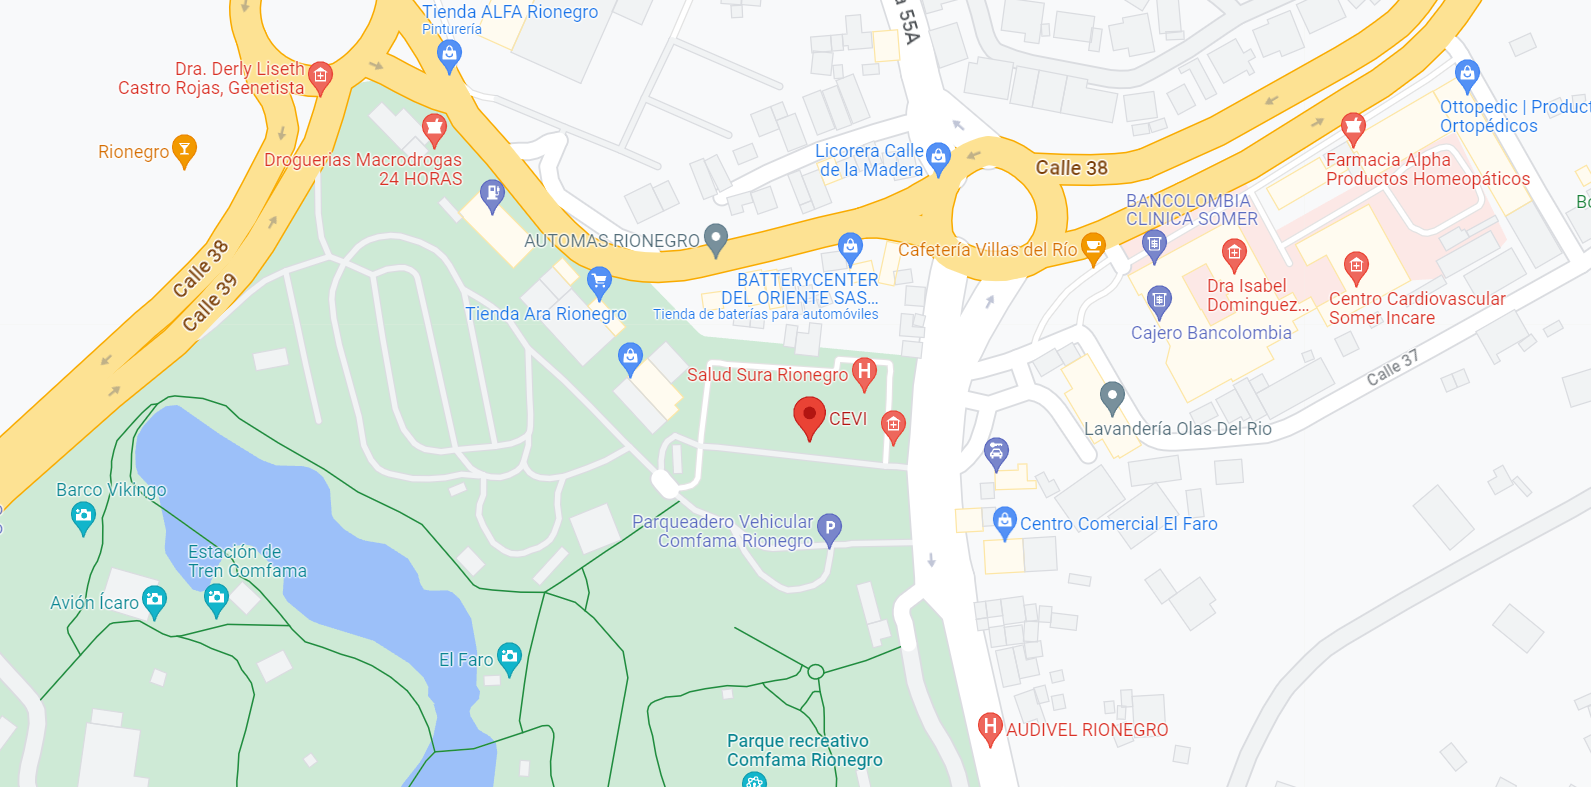 Tienda ALFA Rionegro
Pinturería
55A
Dra. Derly Liseth
Castro Rojas, Genetista
Rionegro
Droguerias Macrodrogas
24 HORAS
Licorera Calle
de la Madera
Calle 38
Ottopedic | Product
Ortopédicos
Farmacia Alpha
Productos Homeopáticos
BANCOLOMBIA
CLINICA SOMER
AUTOMAS RIONEGRO
Cafetería Villas del Río
Calle 38
Calle 39
BATTERYCENTER
DEL ORIENTE SAS...
Tienda de baterías para automóviles
Tienda Ara Rionegro
Dra Isabel
Dominguez...
Centro Cardiovascular
Somer Incare
Cajero Bancolombia
Calle 37
Salud Sura Rionegro
H
CEVI
Lavandería Olas Del Rio
Barco Vikingo
Parqueadero Vehicular
Comfama Rionegro
P
Centro Comercial El Faro
Estación de
Tren Comfama
Avión Ícaro
El Faro
H
AUDIVEL RIONEGRO
Parque recreativo
Comfama Rionegro